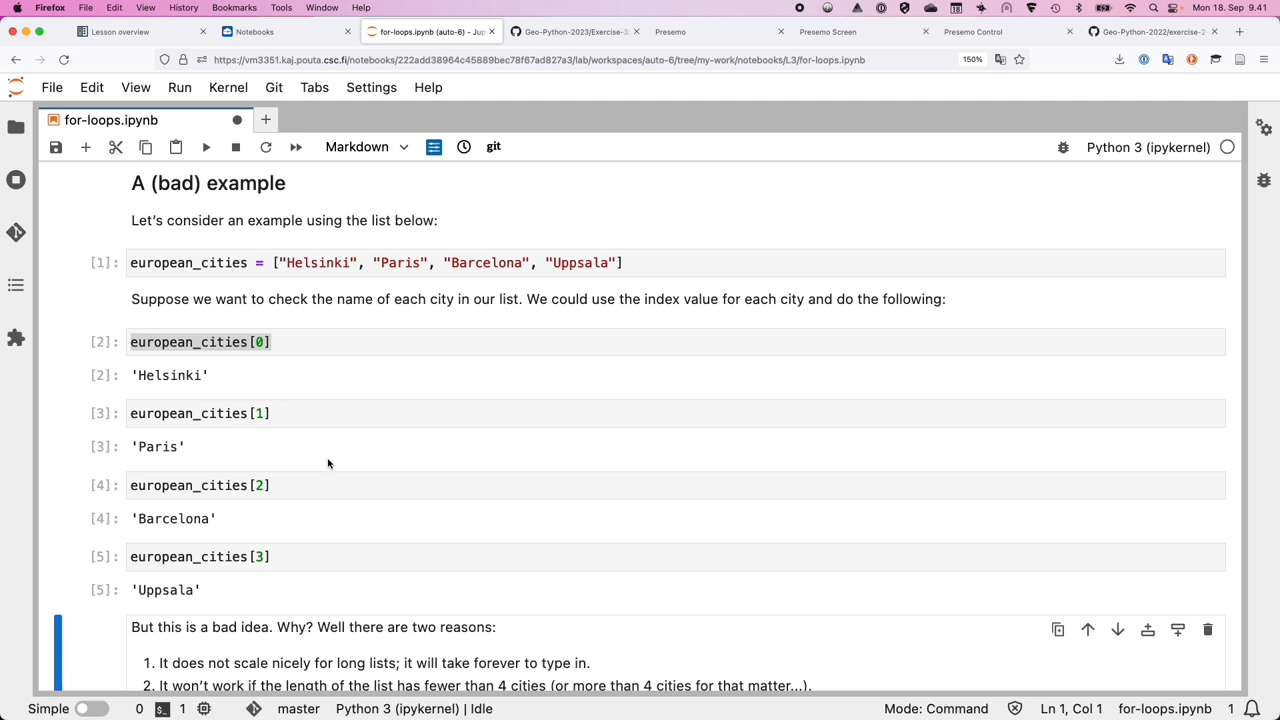 Firefox File Edit View History Bookmarks Tools Window Help Mon 18. Sep 9.41
Lesson overview Notebooks for-loops.ipynb (auto-6) - Jup Geo-Python-2023/Exercise-3 Presemo Presemo Screen Presemo Control Geo-Python-2022/exercise-2
https://vm3351.kaj.pouta.csc.fi/notebooks/222add38964c45889bec78f67ad827a3/lab/workspaces/auto-6/tree/my-work/notebooks/L3/for-loops.ipynb 150%
File Edit View Run Kernel Git Tabs Settings Help
for-loops.ipynb
Markdown git Python 3 (ipykernel)
A (bad) example
Let's consider an example using the list below:
[1]: european_cities = ["Helsinki", "Paris", "Barcelona", "Uppsala"]
Suppose we want to check the name of each city in our list. We could use the index value for each city and do the following:
[2]: european_cities[0]
[2]: 'Helsinki'
[3]: european_cities[1]
[3]: 'Paris'
[4]: european_cities[2]
[4]: 'Barcelona'
[5]: european_cities[3]
[5]: 'Uppsala'
But this is a bad idea. Why? Well there are two reasons:
1. It does not scale nicely for long lists; it will take forever to type in.
2. It won't work if the length of the list has fewer than 4 cities (or more than 4 cities for that matter...).
Simple 0 1 master Python 3 (ipykernel) | Idle Mode: Command Ln 1, Col 1 for-loops.ipynb 1